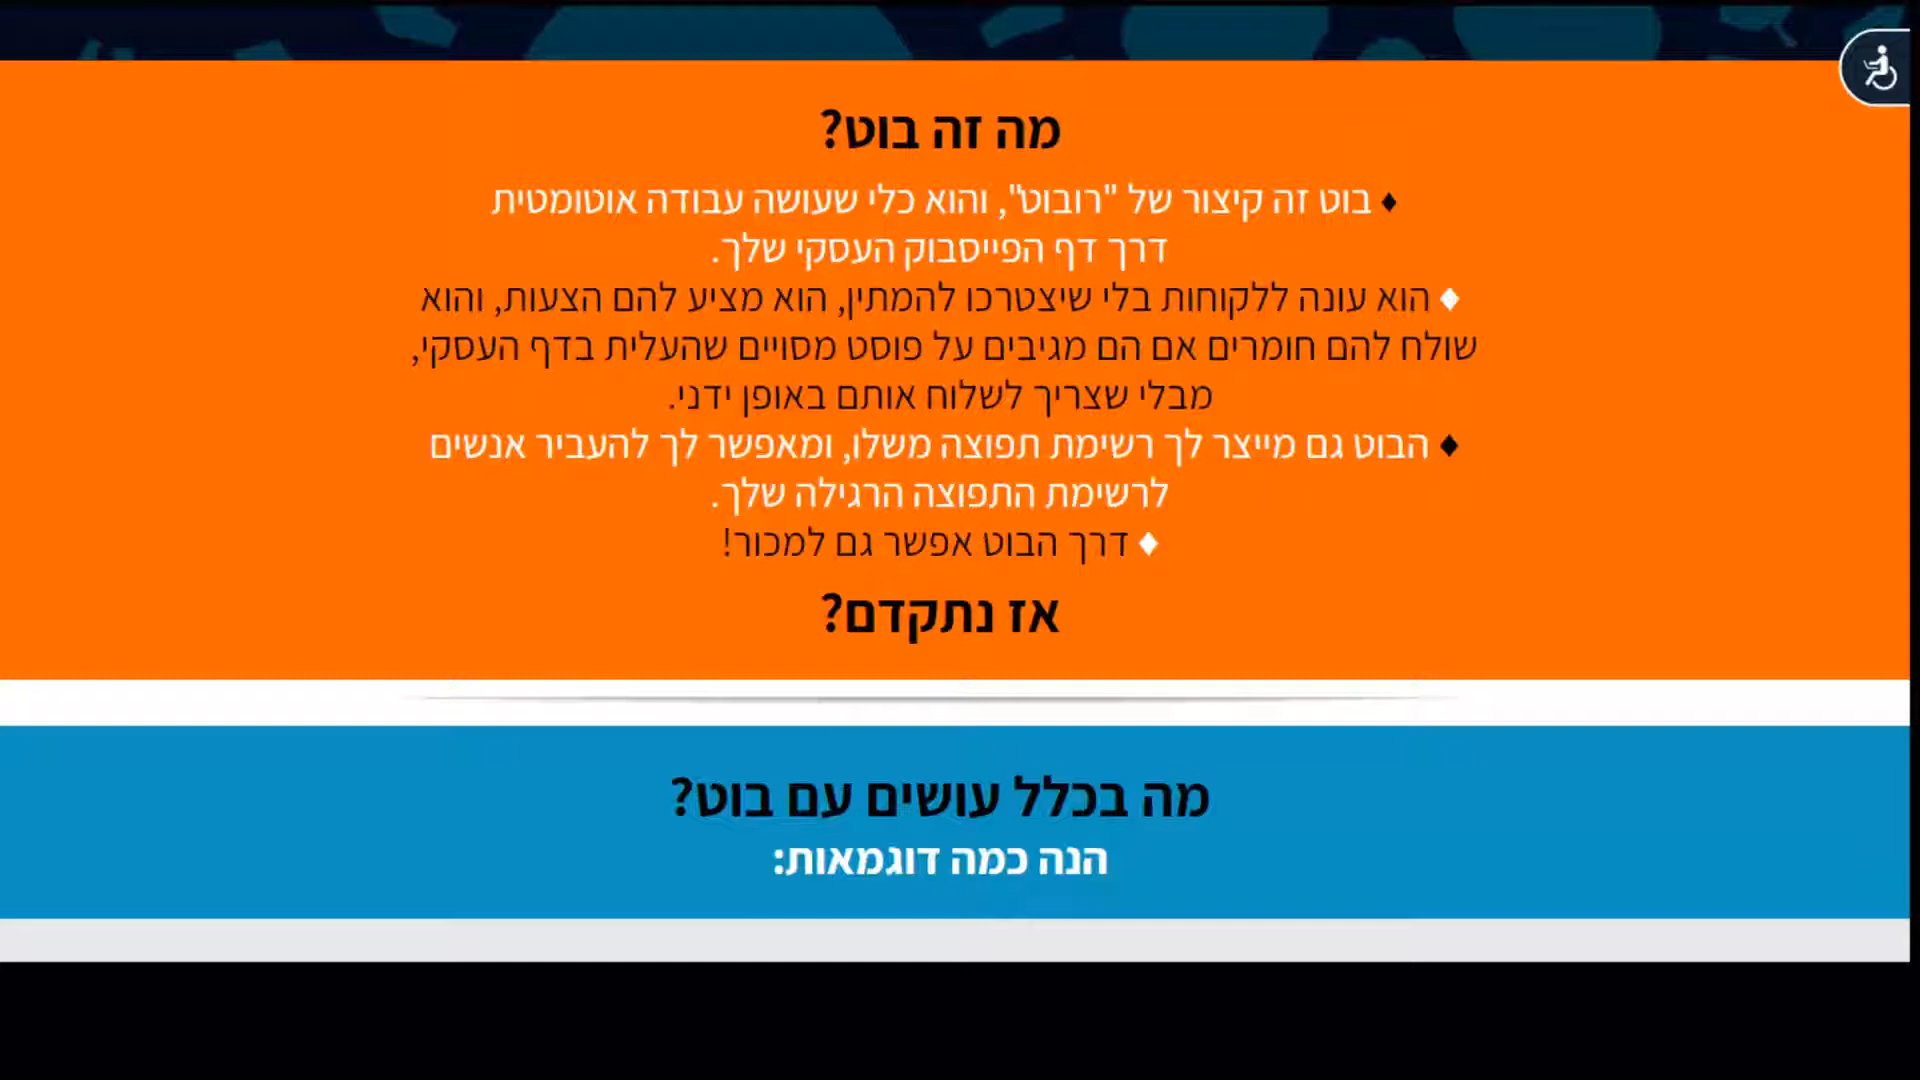 מה זה בוט?
♦ בוט זה קיצור של "רובוט", והוא כלי שעושה עבודה אוטומטית
דרך דף הפייסבוק העסקי שלך.
♦ הוא עונה ללקוחות בלי שיצטרכו להמתין, הוא מציע להם הצעות, והוא
שולח להם חומרים אם הם מגיבים על פוסט מסויים שהעלית בדף העסקי,
מבלי שצריך לשלוח אותם באופן ידני.
♦ הבוט גם מייצר לך רשימת תפוצה משלו, ומאפשר לך להעביר אנשים
לרשימת התפוצה הרגילה שלך.
♦ דרך הבוט אפשר גם למכור!
אז נתקדם?
מה בכלל עושים עם בוט?
הנה כמה דוגמאות: